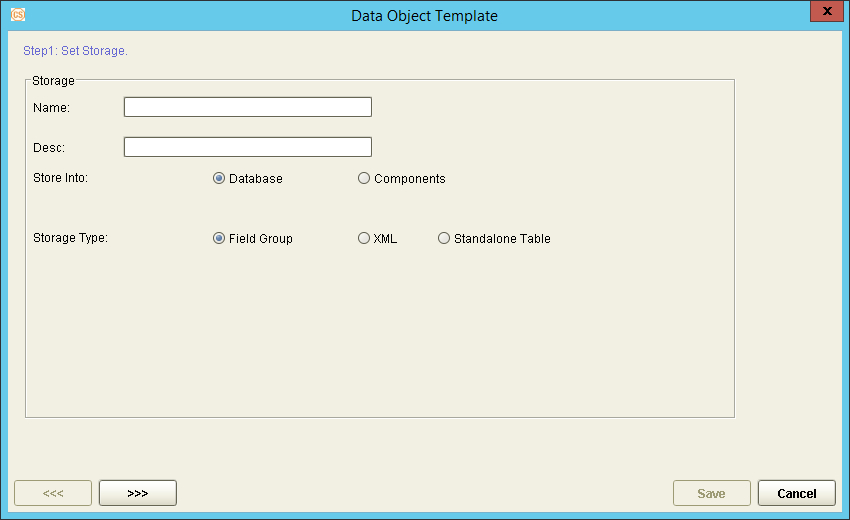 CS
Data Object Template
x
Step1: Set Storage.
Storage
Name:
Desc:
Store Into: Database Components
Storage Type: Field Group XML Standalone Table
<<< >>> Save Cancel